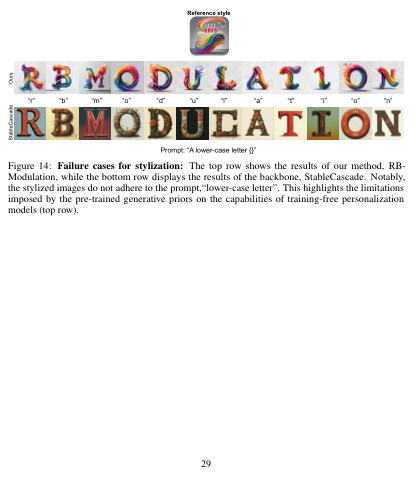 Reference style
Ours
R B M O D U L A T I O N
"r" "b" "m" "o" "d" "u" "l" "a" "t" "i" "o" "n"
StableCascade
R B M O D U L A T I O N
Prompt: "A lower-case letter {}"
Figure 14: Failure cases for stylization: The top row shows the results of our method, RB-
Modulation, while the bottom row displays the results of the backbone, StableCascade. Notably,
the stylized images do not adhere to the prompt,"lower-case letter". This highlights the limitations
imposed by the pre-trained generative priors on the capabilities of training-free personalization
models (top row).
29